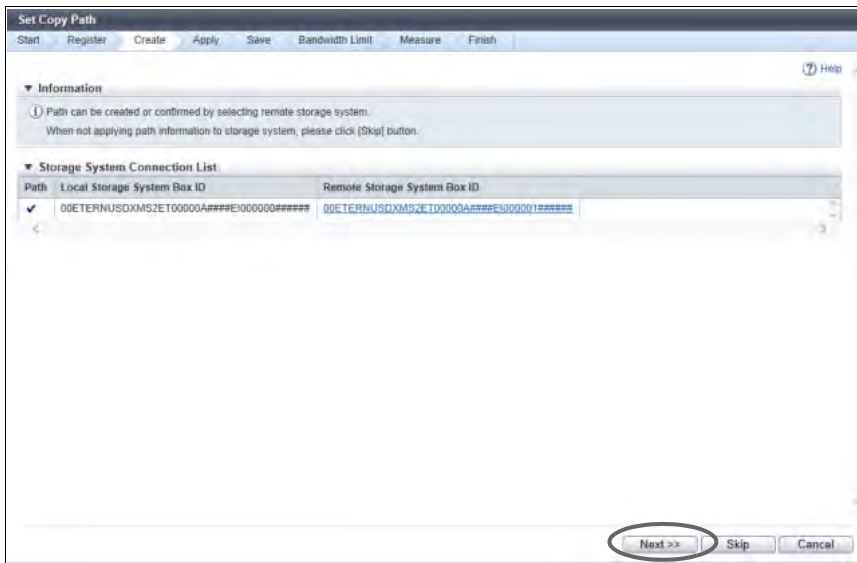 Set Copy Path
Start Register Create Apply Save Bandwidth Limit Measure Finish
Help
Information
Path can be created or confirmed by selecting remote storage system.
When not applying path information to storage system, please click [Skip] button.
Storage System Connection List
Path Local Storage System Box ID Remote Storage System Box ID
00ETERNUSDXMS2ET00000A####EI000000###### 00ETERNUSDXMS2ET00000A####EI000001######
Next >> Skip Cancel